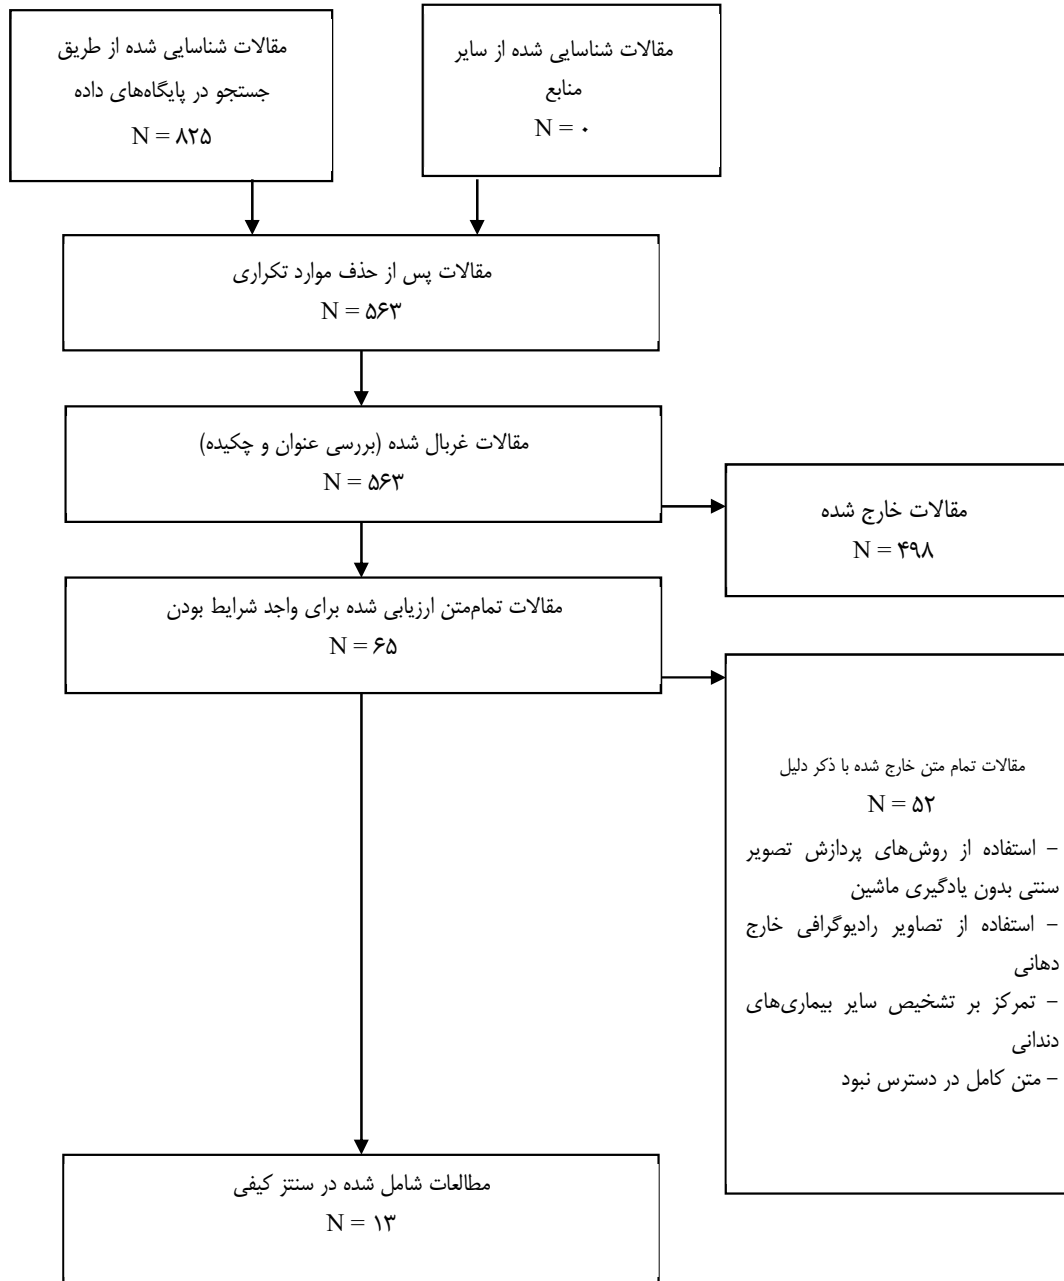 مقالات شناسایی شده از طریق
جستجو در پایگاه‌های داده
N = ۸۲۵
مقالات شناسایی شده از سایر
منابع
N = ۰
مقالات پس از حذف موارد تکراری
N = ۵۶۳
مقالات غربال شده (بررسی عنوان و چکیده)
N = ۵۶۳
مقالات خارج شده
N = ۴۹۸
مقالات تمام‌متن ارزیابی شده برای واجد شرایط بودن
N = ۶۵
مقالات تمام متن خارج شده با ذکر دلیل
N = ۵۲
– استفاده از روش‌های پردازش تصویر
سنتی بدون یادگیری ماشین
– استفاده از تصاویر رادیوگرافی خارج
دهانی
– تمرکز بر تشخیص سایر بیماری‌های
دندانی
– متن کامل در دسترس نبود
مطالعات شامل شده در سنتز کیفی
N = ۱۳